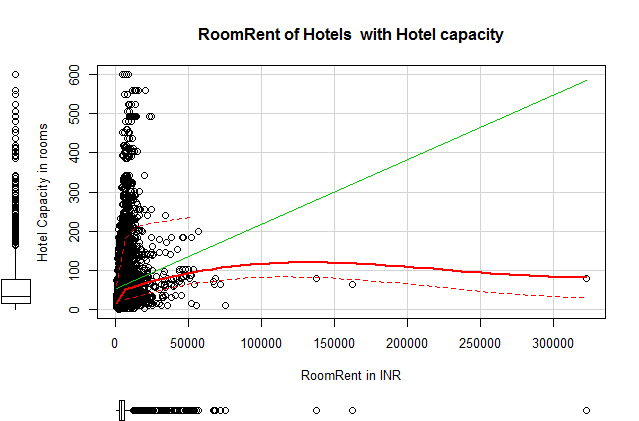 RoomRent of Hotels  with Hotel capacity
Hotel Capacity in rooms
600
500
400
300
200
100
0
0 50000 100000 150000 200000 250000 300000
RoomRent in INR